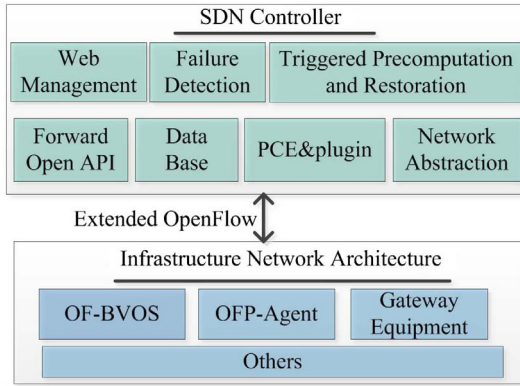 SDN Controller
Web
Management
Failure
Detection
Triggered Precomputation
and Restoration
Forward
Open API
Data
Base
PCE&plugin
Network
Abstraction
Extended OpenFlow
Infrastructure Network Architecture
OF-BVOS
OFP-Agent
Gateway
Equipment
Others